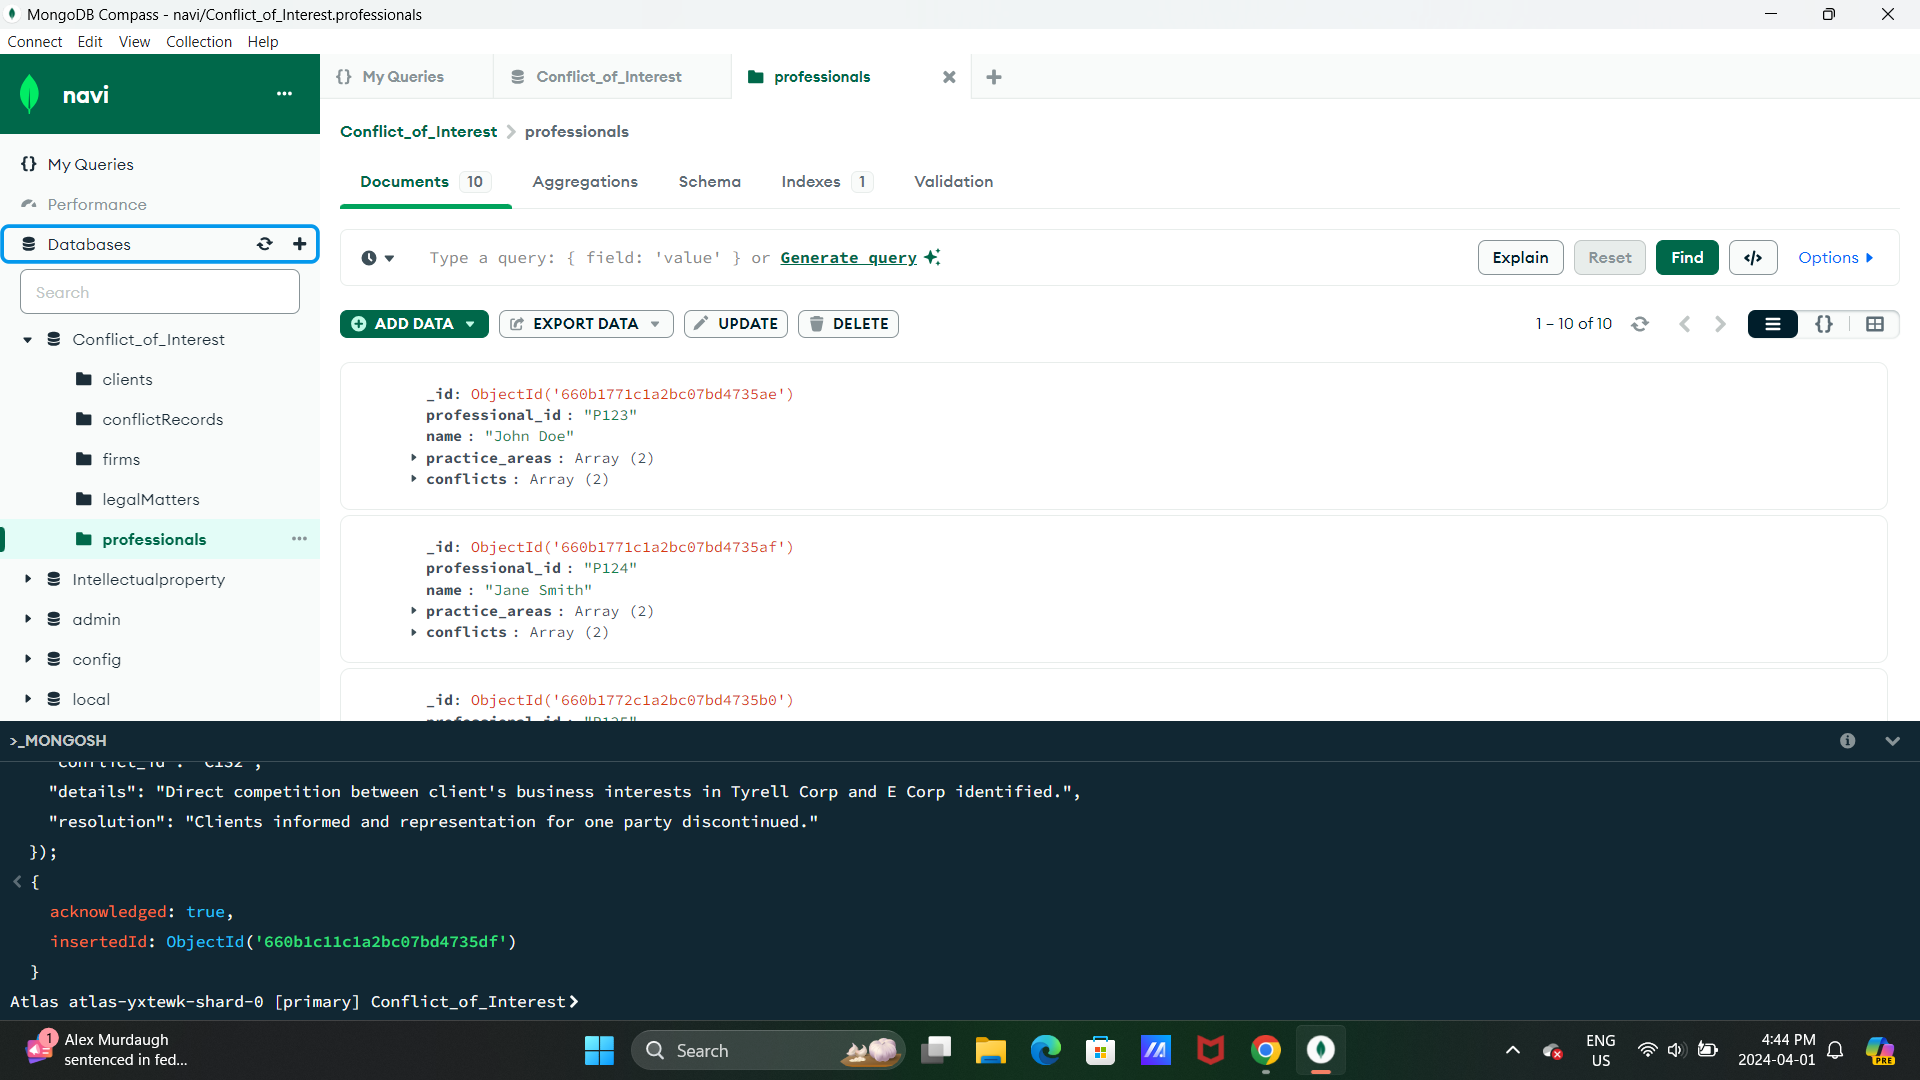 MongoDB Compass - navi/Conflict_of_Interest.professionals
Connect Edit View Collection Help
navi
My Queries
Performance
Databases
Search
Conflict_of_Interest
clients
conflictRecords
firms
legalMatters
professionals
Intellectualproperty
admin
config
local
{} My Queries
Conflict_of_Interest
professionals
Conflict_of_Interest > professionals
Documents 10 Aggregations Schema Indexes 1 Validation
Type a query: { field: 'value' } or Generate query
Explain Reset Find </> Options
ADD DATA EXPORT DATA UPDATE DELETE
1 – 10 of 10
{}
_id: ObjectId('660b1771c1a2bc07bd4735ae')
professional_id : "P123"
name : "John Doe"
practice_areas : Array (2)
conflicts : Array (2)
_id: ObjectId('660b1771c1a2bc07bd4735af')
professional_id : "P124"
name : "Jane Smith"
practice_areas : Array (2)
conflicts : Array (2)
_id: ObjectId('660b1772c1a2bc07bd4735b0')
professional_id : "P125"
>_MONGOSH
"conflict_id": "C152",
"details": "Direct competition between client's business interests in Tyrell Corp and E Corp identified.",
"resolution": "Clients informed and representation for one party discontinued."
});
< {
acknowledged: true,
insertedId: ObjectId('660b1c11c1a2bc07bd4735df')
}
Atlas atlas-yxtewk-shard-0 [primary] Conflict_of_Interest>
1
Alex Murdaugh
sentenced in fed...
Search
ENG
US
4:44 PM
2024-04-01
PRE